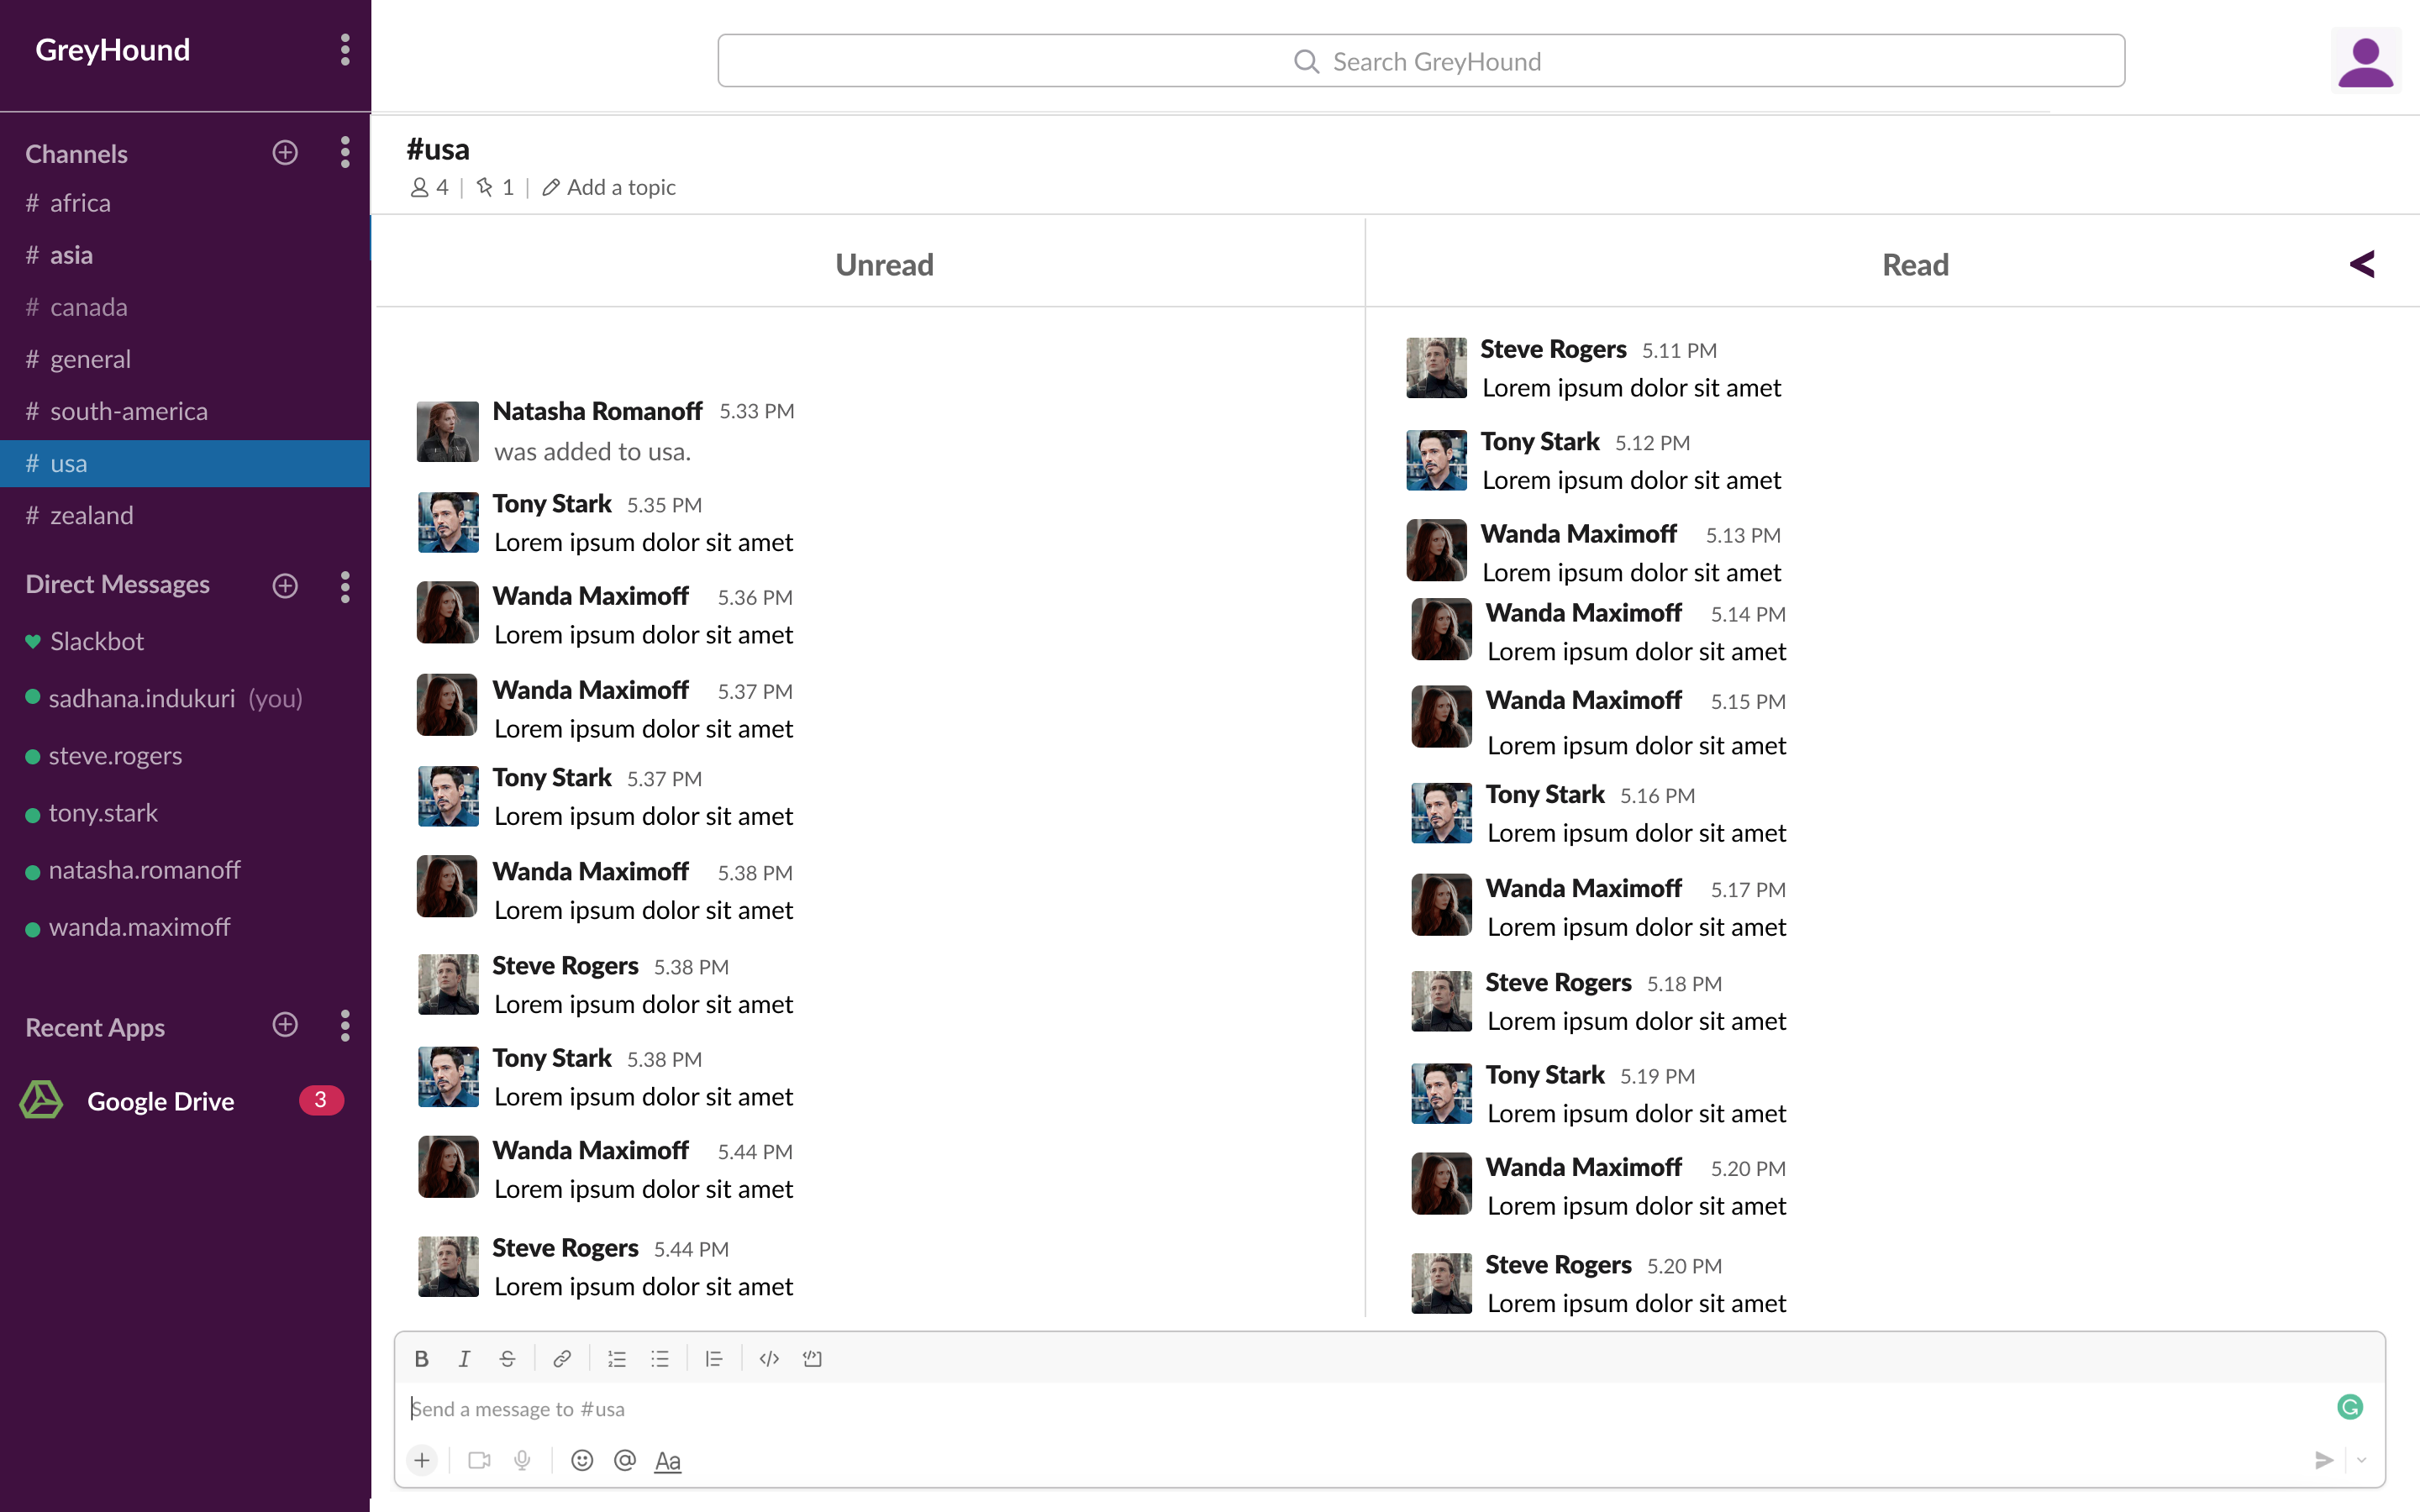 GreyHound
Search GreyHound
Channels
# africa
# asia
# canada
# general
# south-america
# usa
# zealand
Direct Messages
Slackbot
sadhana.indukuri (you)
steve.rogers
tony.stark
natasha.romanoff
wanda.maximoff
Recent Apps
Google Drive 3
#usa
4 | 1 | Add a topic
Unread
Natasha Romanoff 5.33 PM
was added to usa.
Tony Stark 5.35 PM
Lorem ipsum dolor sit amet
Wanda Maximoff 5.36 PM
Lorem ipsum dolor sit amet
Wanda Maximoff 5.37 PM
Lorem ipsum dolor sit amet
Tony Stark 5.37 PM
Lorem ipsum dolor sit amet
Wanda Maximoff 5.38 PM
Lorem ipsum dolor sit amet
Steve Rogers 5.38 PM
Lorem ipsum dolor sit amet
Tony Stark 5.38 PM
Lorem ipsum dolor sit amet
Wanda Maximoff 5.44 PM
Lorem ipsum dolor sit amet
Steve Rogers 5.44 PM
Lorem ipsum dolor sit amet
Read <
Steve Rogers 5.11 PM
Lorem ipsum dolor sit amet
Tony Stark 5.12 PM
Lorem ipsum dolor sit amet
Wanda Maximoff 5.13 PM
Lorem ipsum dolor sit amet
Wanda Maximoff 5.14 PM
Lorem ipsum dolor sit amet
Wanda Maximoff 5.15 PM
Lorem ipsum dolor sit amet
Tony Stark 5.16 PM
Lorem ipsum dolor sit amet
Wanda Maximoff 5.17 PM
Lorem ipsum dolor sit amet
Steve Rogers 5.18 PM
Lorem ipsum dolor sit amet
Tony Stark 5.19 PM
Lorem ipsum dolor sit amet
Wanda Maximoff 5.20 PM
Lorem ipsum dolor sit amet
Steve Rogers 5.20 PM
Lorem ipsum dolor sit amet
B I S </>
Send a message to #usa
G
+ @ Aa